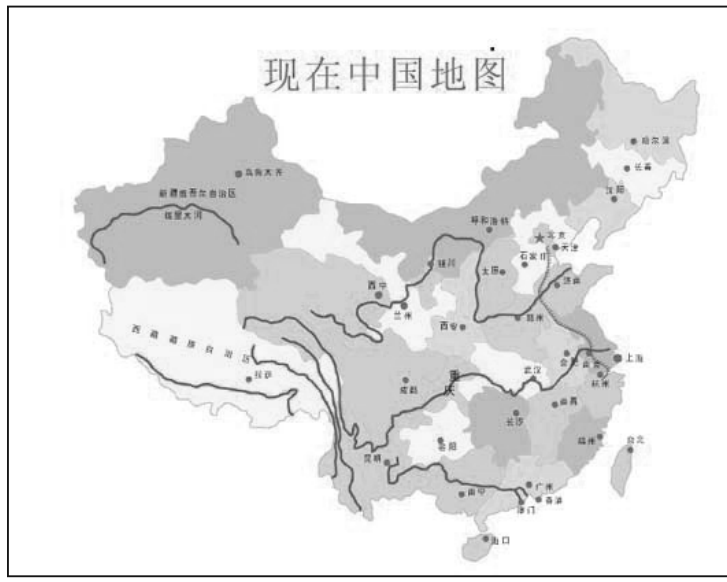 现在中国地图
哈尔滨
长春
乌鲁木齐
沈阳
新疆维吾尔自治区
塔里木河
呼和浩特
北京
天津
石家庄
银川
太原
济南
西宁
兰州
西安
郑州
西藏藏族自治区
合肥
南京
上海
拉萨
成都
重庆
武汉
杭州
南昌
长沙
贵阳
福州
台北
昆明
广州
南宁
香港
澳门
海口